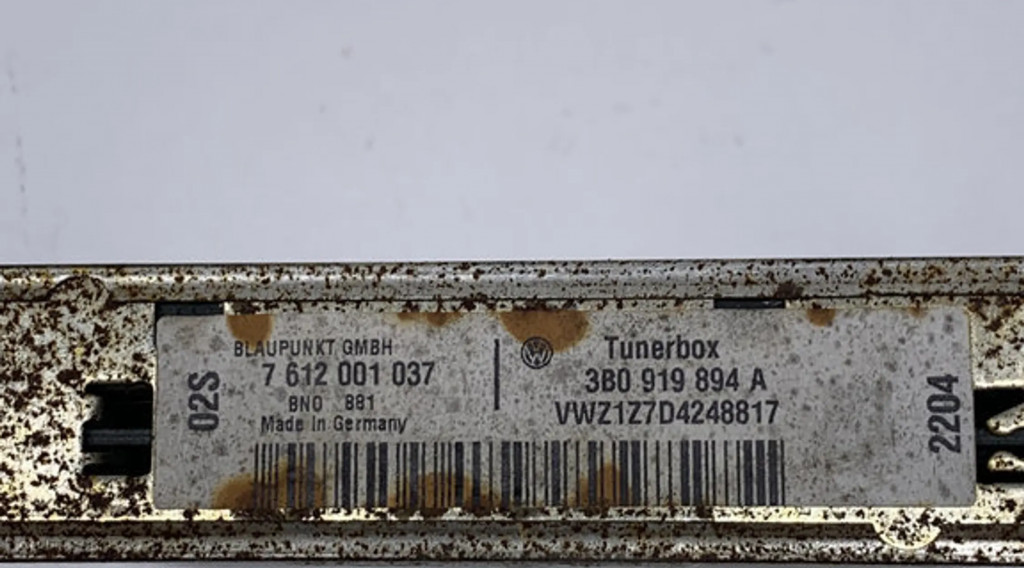 02S
BLAUPUNKT GMBH
7 612 001 037
BNO 881
Made in Germany
Tunerbox
3B0 919 894 A
VWZ1Z7D4248817
2204